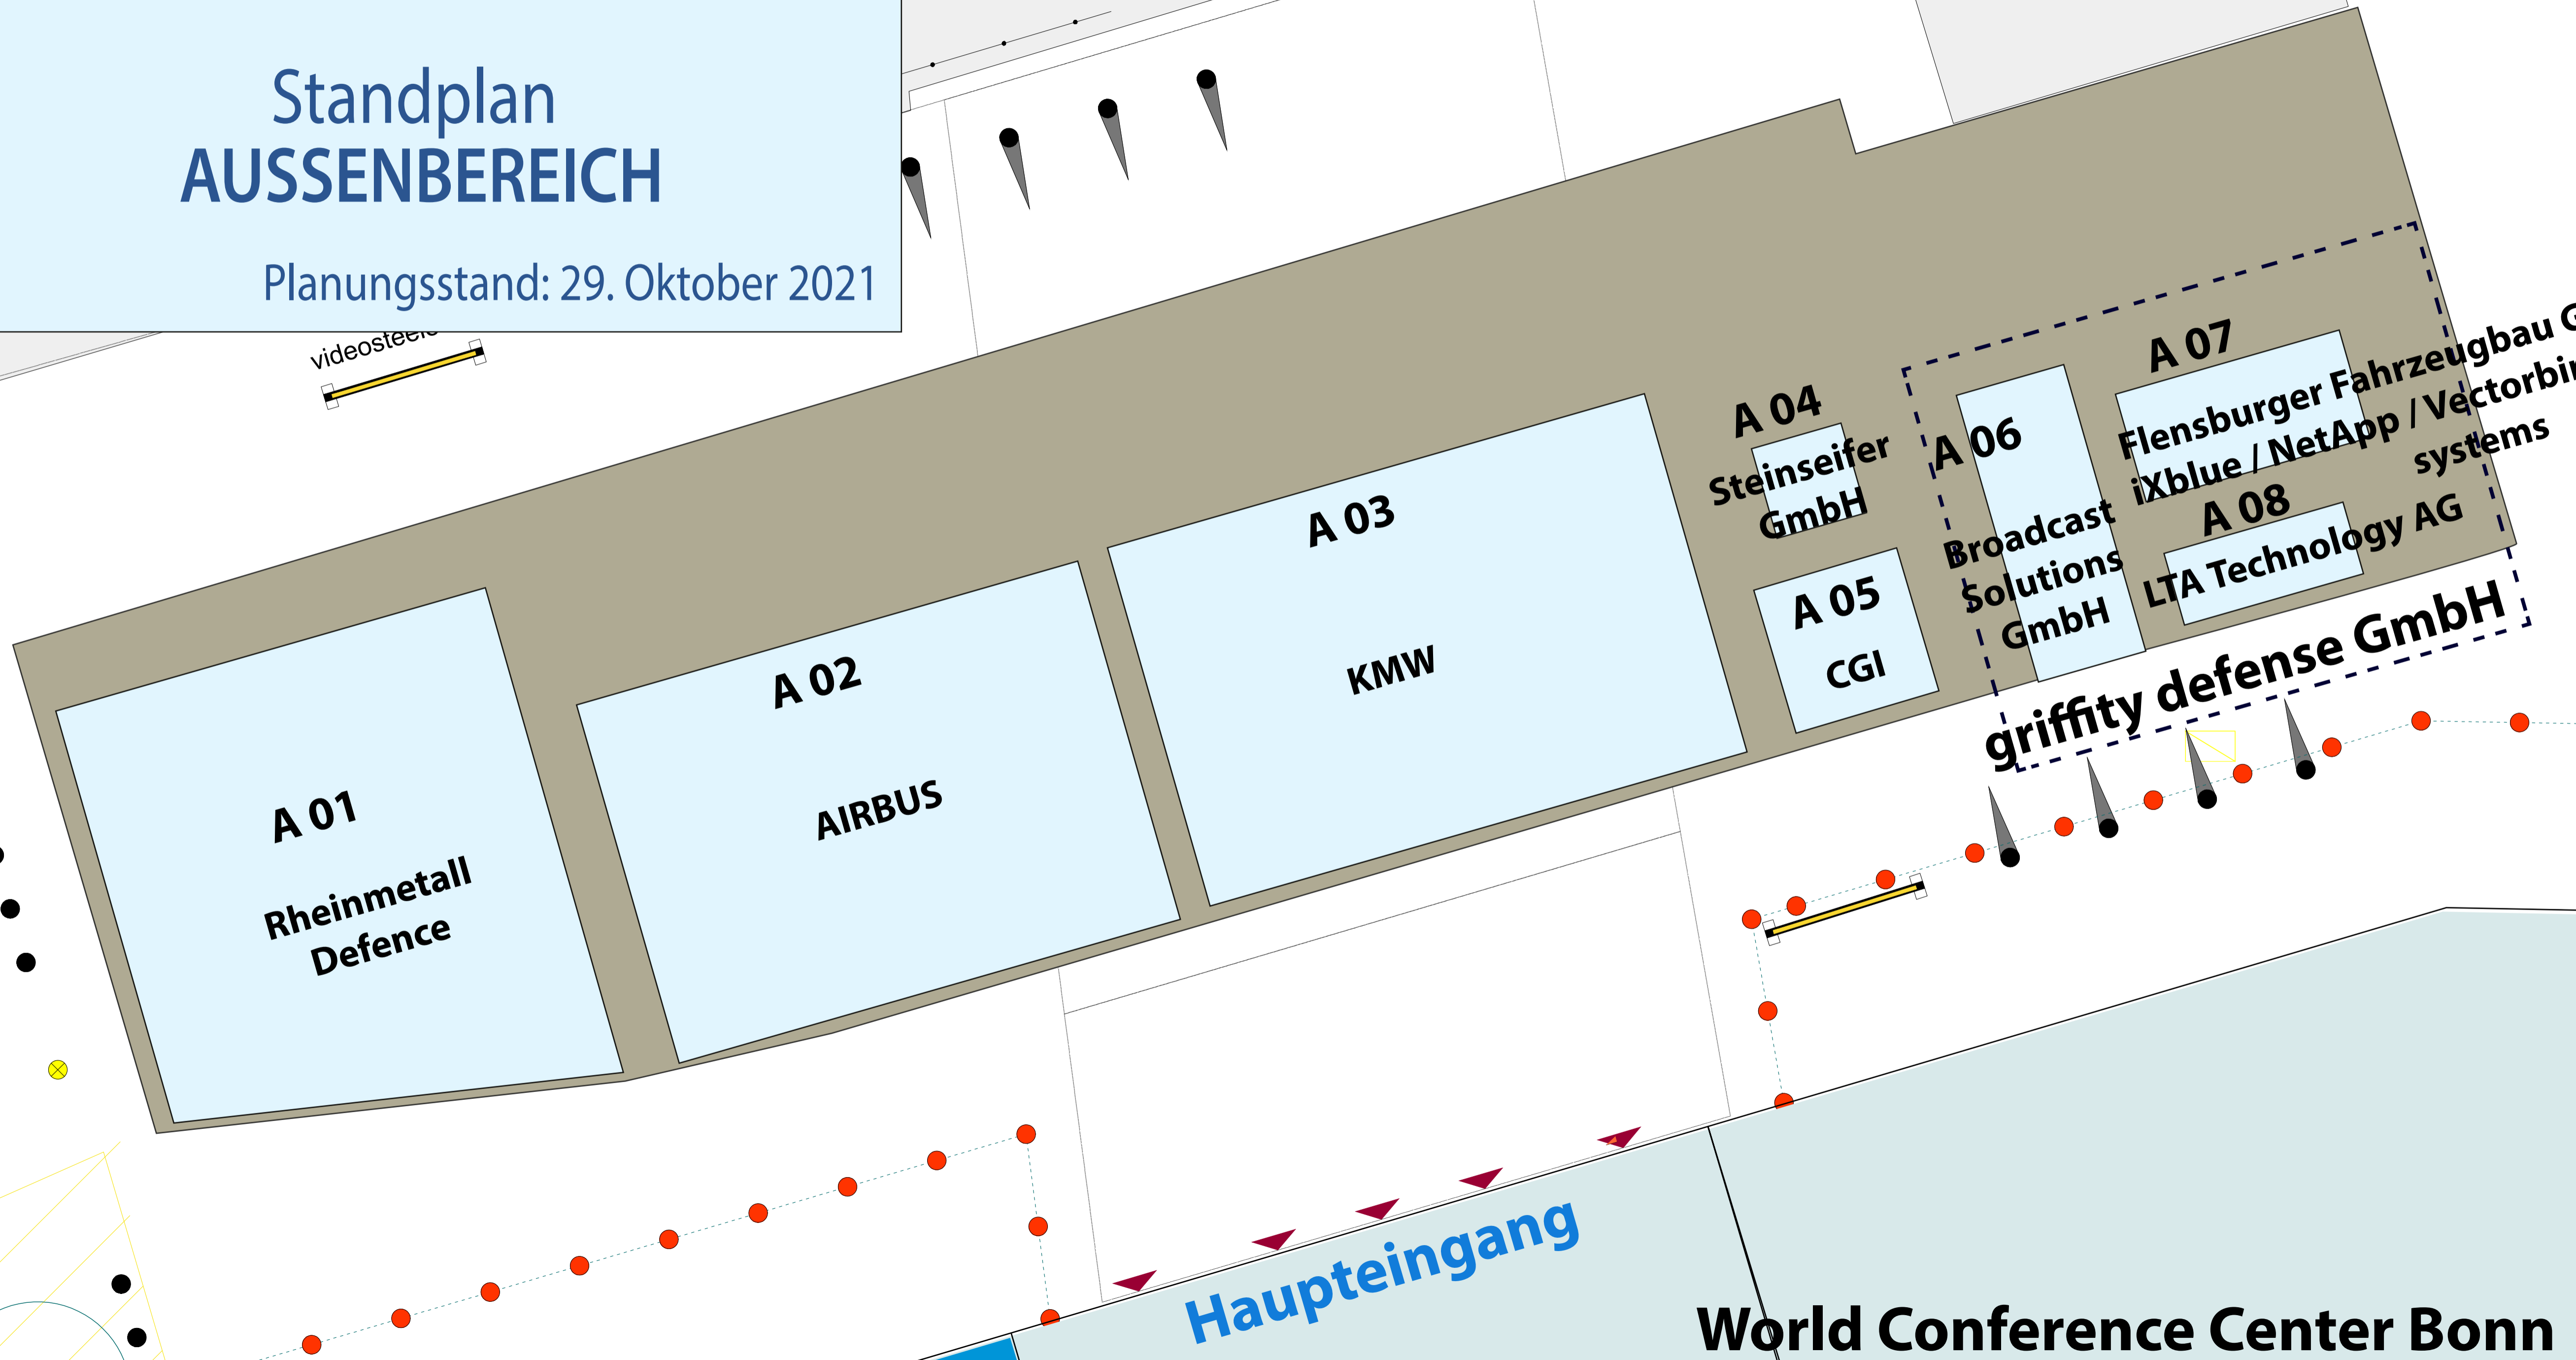 Standplan
AUSSENBEREICH
Planungsstand: 29. Oktober 2021
A 01
Rheinmetall
Defence
A 02
AIRBUS
A 03
KMW
A 04
Steinseifer
GmbH
A 05
CGI
A 06
Broadcast
Solutions
GmbH
A 07
Flensburger Fahrzeugbau
iXblue / NetApp /
systems
A 08
LTA Technology AG
griffity defense GmbH
Haupteingang
World Conference Center Bonn